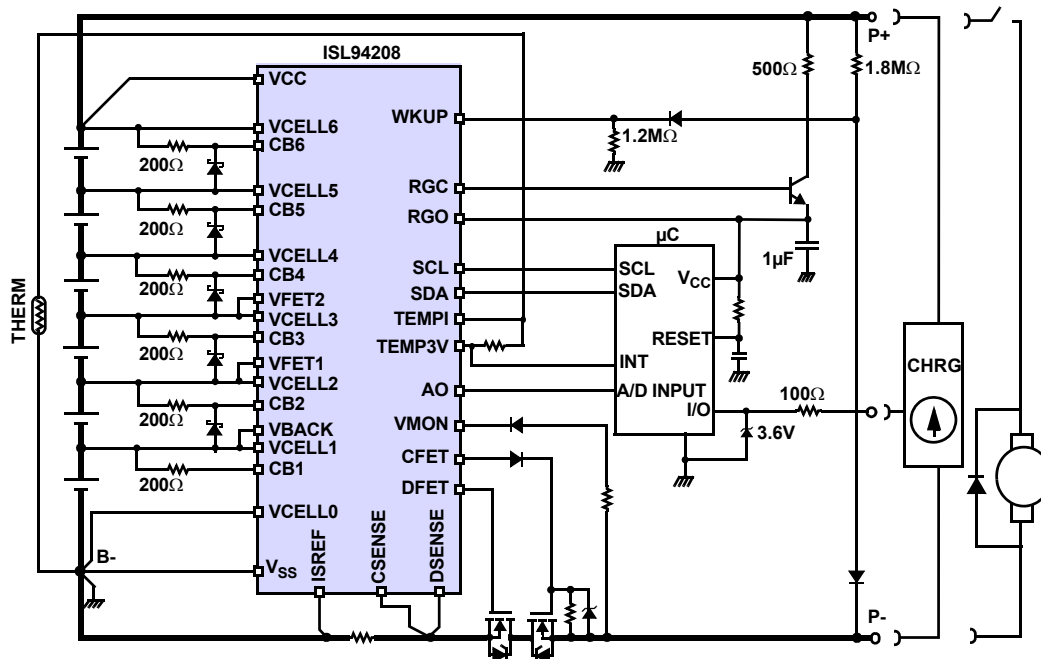 ISL94208
P+
VCC
500Ω
1.8MΩ
VCELL6
WKUP
CB6
1.2MΩ
200Ω
VCELL5
RGC
CB5
RGO
200Ω
µC
VCELL4
1µF
CB4
SCL
SCL
VCC
200Ω
SDA
SDA
VFET2
VCELL3
TEMPI
THERM
CB3
TEMP3V
RESET
200Ω
INT
VFET1
CHRG
VCELL2
AO
A/D INPUT
100Ω
CB2
I/O
200Ω
VMON
VBACK
3.6V
VCELL1
CFET
CB1
200Ω
DFET
VCELL0
B-
VSS
ISREF
CSENSE
DSENSE
P-